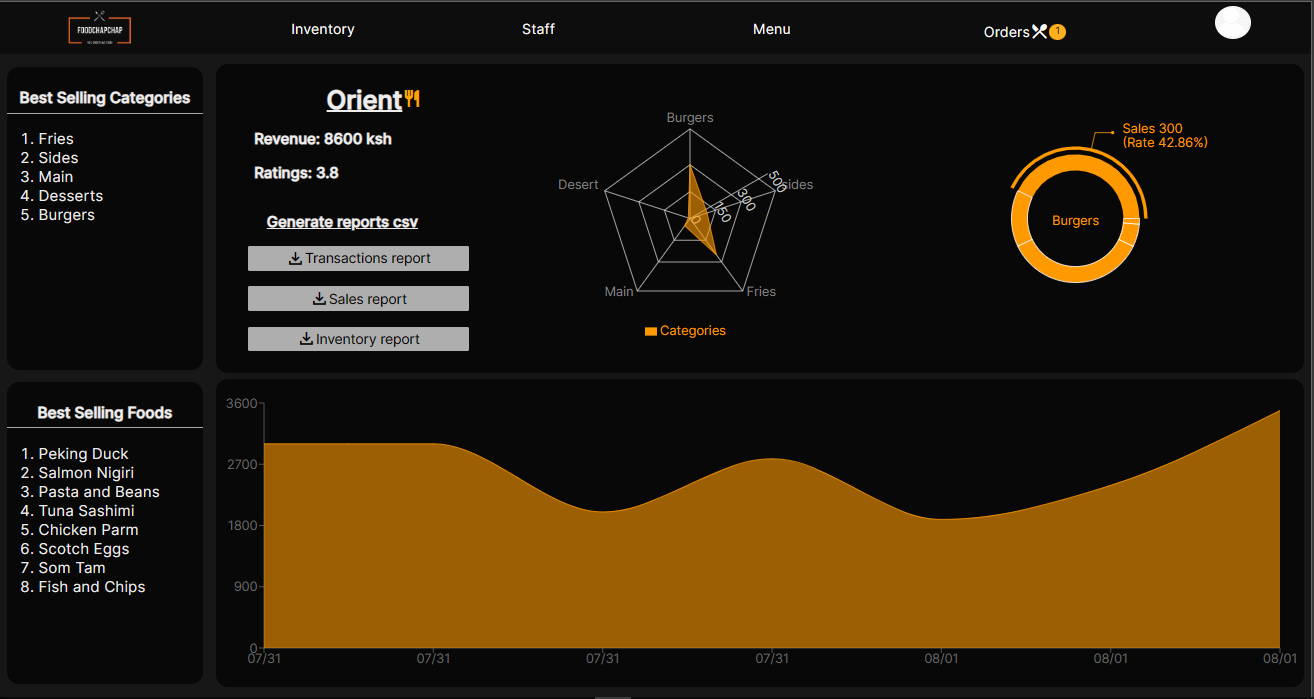 FOODCHAPCHAP
Inventory
Staff
Menu
Orders
1
Best Selling Categories
1. Fries
2. Sides
3. Main
4. Desserts
5. Burgers
Orient
Revenue: 8600 ksh
Ratings: 3.8
Generate reports csv
Transactions report
Sales report
Inventory report
Burgers
Desert
sides
Main
Fries
0
150
300
500
Categories
Sales 300
(Rate 42.86%)
Burgers
Best Selling Foods
1. Peking Duck
2. Salmon Nigiri
3. Pasta and Beans
4. Tuna Sashimi
5. Chicken Parm
6. Scotch Eggs
7. Som Tam
8. Fish and Chips
3600
2700
1800
900
0
07/31 07/31 07/31 07/31 08/01 08/01 08/01